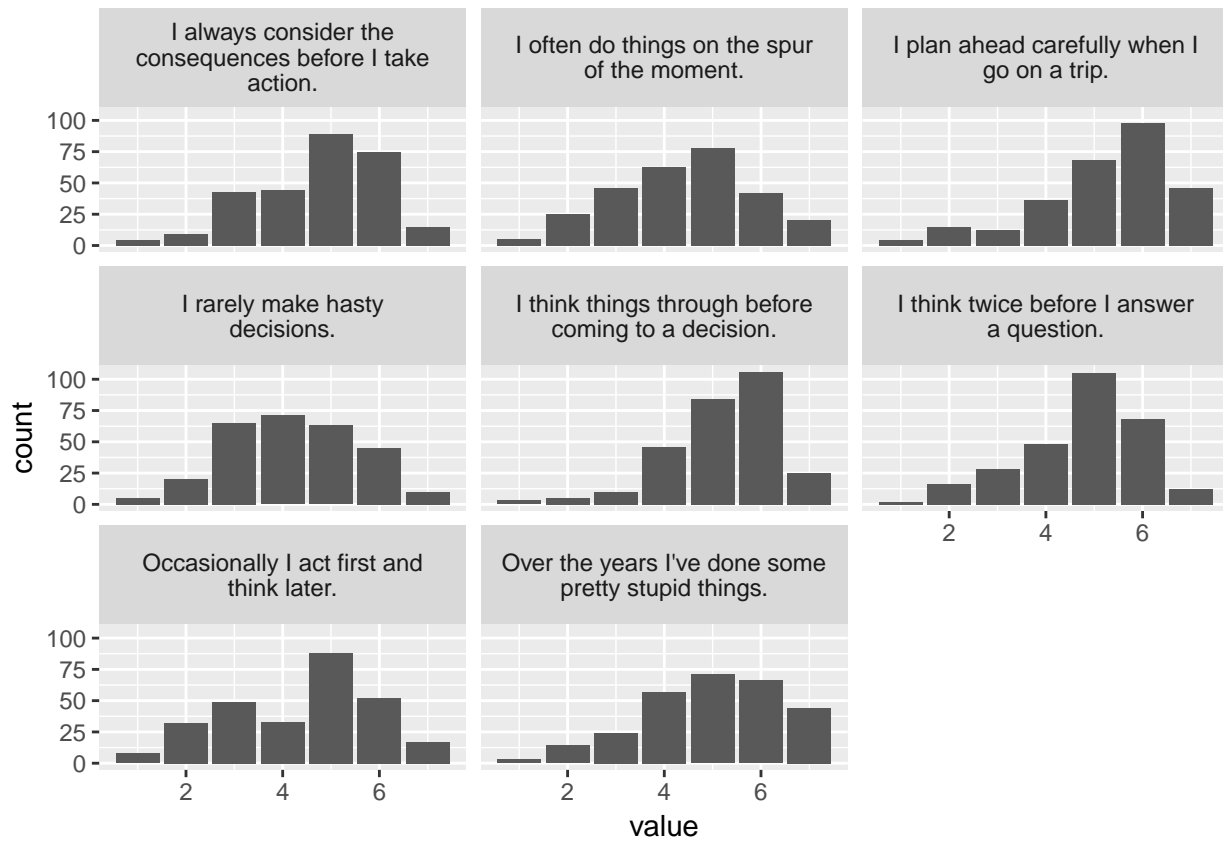 I always consider the
consequences before I take
action.
I often do things on the spur
of the moment.
I plan ahead carefully when I
go on a trip.
100
75
50
25
0
I rarely make hasty
decisions.
I think things through before
coming to a decision.
I think twice before I answer
a question.
100
75
50
25
0
2 4 6
Occasionally I act first and
think later.
Over the years I've done some
pretty stupid things.
100
75
50
25
0
2 4 6
2 4 6
count
value